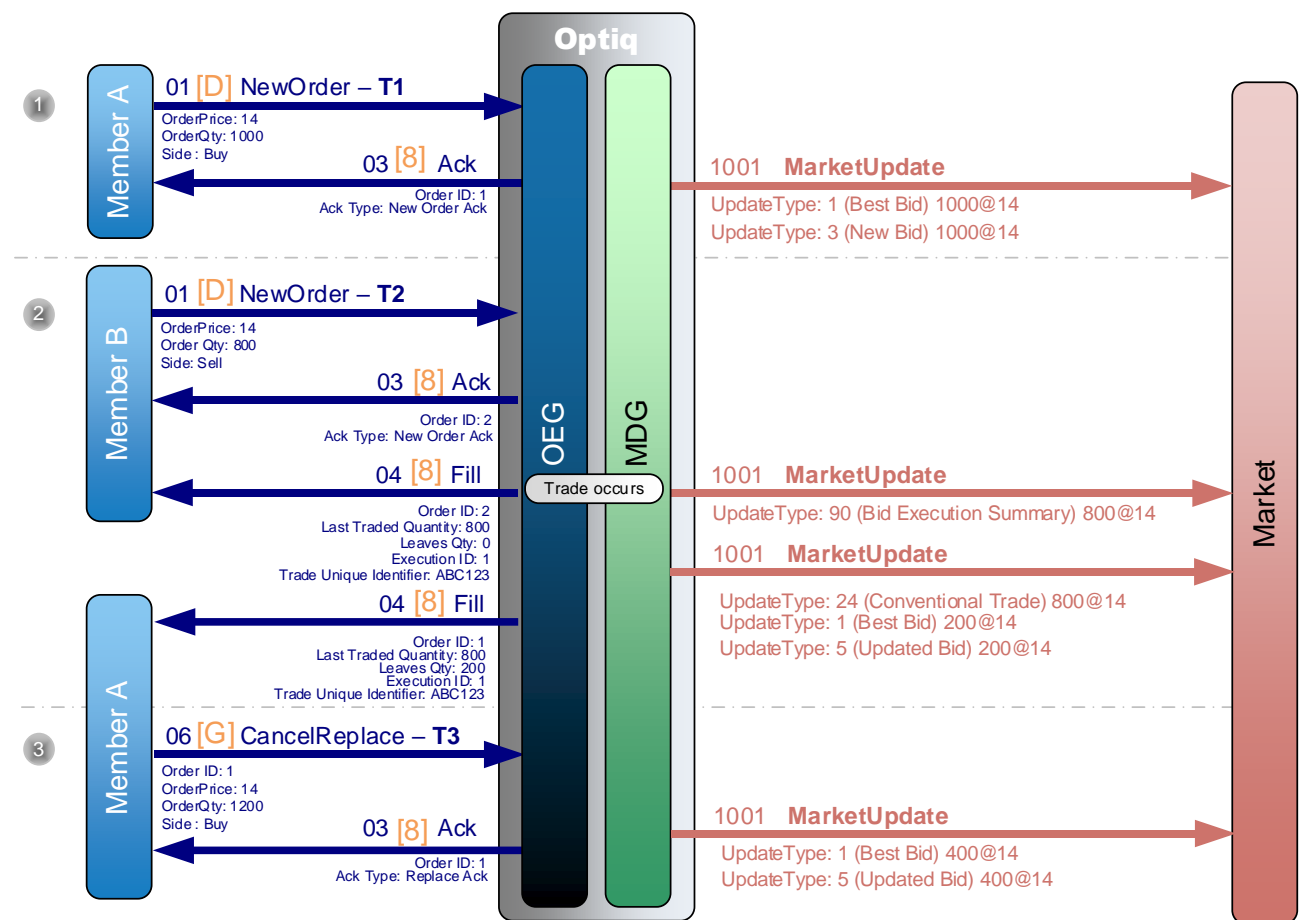 Optiq
1
Member A
01 [D] NewOrder – T1
OrderPrice: 14
OrderQty: 1000
Side : Buy
03 [8] Ack
Order ID: 1
Ack Type: New Order Ack
1001 MarketUpdate
UpdateType: 1 (Best Bid) 1000@14
UpdateType: 3 (New Bid) 1000@14
2
Member B
01 [D] NewOrder – T2
OrderPrice: 14
Order Qty: 800
Side: Sell
03 [8] Ack
Order ID: 2
Ack Type: New Order Ack
OEG
MDG
Market
04 [8] Fill
Trade occurs
Order ID: 2
Last Traded Quantity: 800
Leaves Qty: 0
Execution ID: 1
Trade Unique Identifier: ABC123
1001 MarketUpdate
UpdateType: 90 (Bid Execution Summary) 800@14
1001 MarketUpdate
UpdateType: 24 (Conventional Trade) 800@14
UpdateType: 1 (Best Bid) 200@14
UpdateType: 5 (Updated Bid) 200@14
Member A
04 [8] Fill
Order ID: 1
Last Traded Quantity: 800
Leaves Qty: 200
Execution ID: 1
Trade Unique Identifier: ABC123
3
06 [G] CancelReplace – T3
Order ID: 1
OrderPrice: 14
OrderQty: 1200
Side : Buy
03 [8] Ack
Order ID: 1
Ack Type: Replace Ack
1001 MarketUpdate
UpdateType: 1 (Best Bid) 400@14
UpdateType: 5 (Updated Bid) 400@14